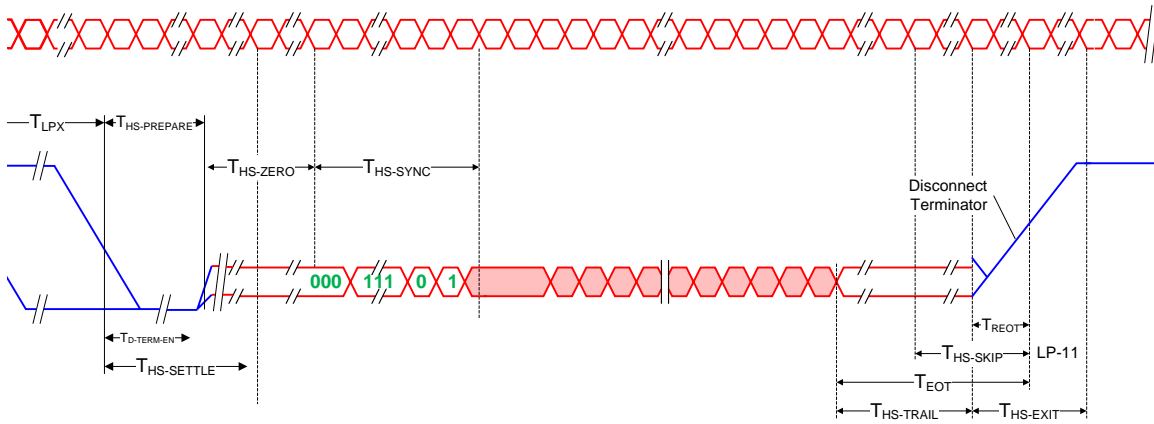 TLPX
THS-PREPARE
THS-ZERO
THS-SYNC
Disconnect
Terminator
000 111 0 1
TREOT
TD-TERM-EN
THS-SKIP LP-11
THS-SETTLE
TEOT
THS-TRAIL
THS-EXIT